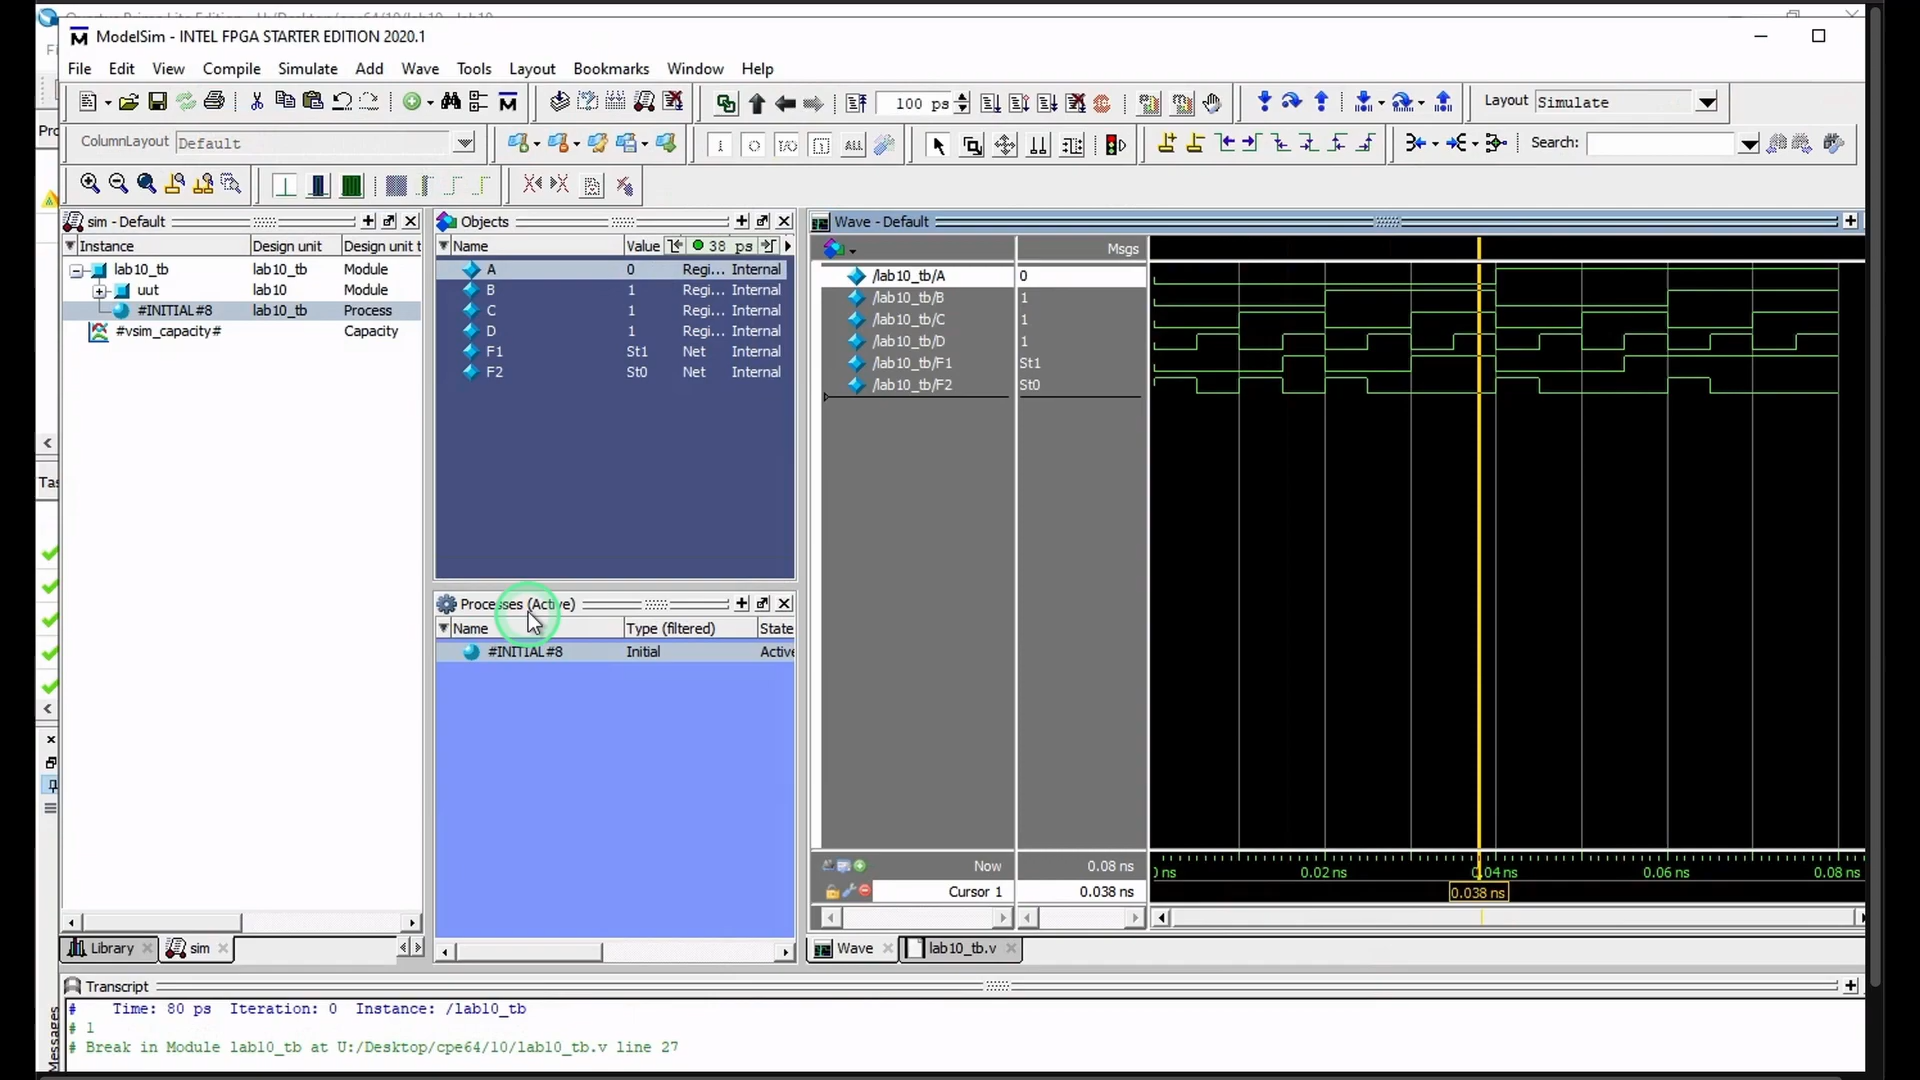 ModelSim - INTEL FPGA STARTER EDITION 2020.1
File Edit View Compile Simulate Add Wave Tools Layout Bookmarks Window Help
100 ps
Layout Simulate
ColumnLayout Default
ALL
Search:
sim - Default
Instance Design unit Design unit t
lab10_tb lab10_tb Module
uut lab10 Module
#INITIAL#8 lab10_tb Process
#vsim_capacity# Capacity
Library sim
Objects
Name Value 38 ps
A 0 Regi... Internal
B 1 Regi... Internal
C 1 Regi... Internal
D 1 Regi... Internal
F1 St1 Net Internal
F2 St0 Net Internal
Processes (Active)
Name Type (filtered) State
#INITIAL#8 Initial Active
Wave - Default
Msgs
/lab10_tb/A 0
/lab10_tb/B 1
/lab10_tb/C 1
/lab10_tb/D 1
/lab10_tb/F1 St1
/lab10_tb/F2 St0
Now 0.08 ns
ns 0.02 ns 0.04 ns 0.06 ns 0.08 ns
Cursor 1 0.038 ns
0.038 ns
Wave lab10_tb.v
Transcript
# Time: 80 ps Iteration: 0 Instance: /lab10_tb
# 1
# Break in Module lab10_tb at U:/Desktop/cpe64/10/lab10_tb.v line 27
Messages